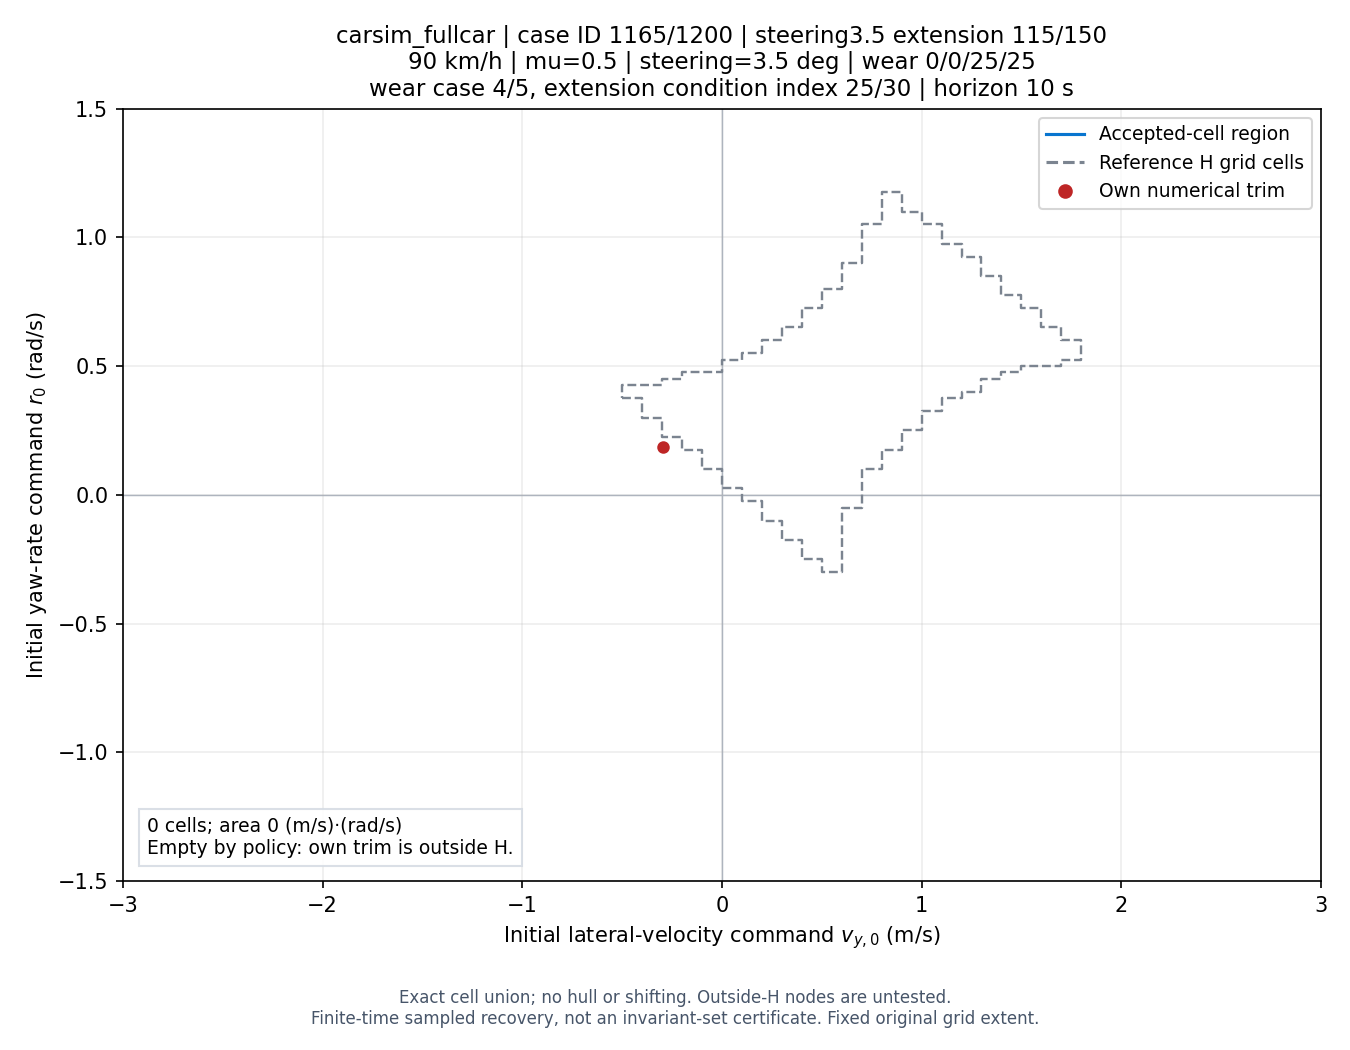 carsim_fullcar | case ID 1165/1200 | steering3.5 extension 115/150
90 km/h | mu=0.5 | steering=3.5 deg | wear 0/0/25/25
wear case 4/5, extension condition index 25/30 | horizon 10 s
Accepted-cell region
Reference H grid cells
Own numerical trim
1.5
1.0
0.5
0.0
−0.5
−1.0
−1.5
Initial yaw-rate command r₀ (rad/s)
0 cells; area 0 (m/s)·(rad/s)
Empty by policy: own trim is outside H.
−3
−2
−1
0
1
2
3
Initial lateral-velocity command v_{y,0} (m/s)
Exact cell union; no hull or shifting. Outside-H nodes are untested.
Finite-time sampled recovery, not an invariant-set certificate. Fixed original grid extent.